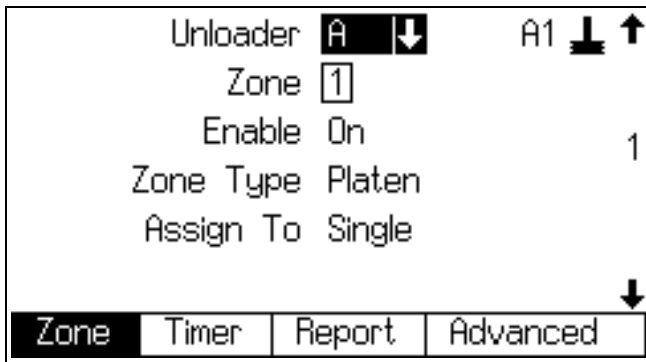 Unloader A A1
Zone 1
Enable On
1
Zone Type Platen
Assign To Single
Zone Timer Report Advanced